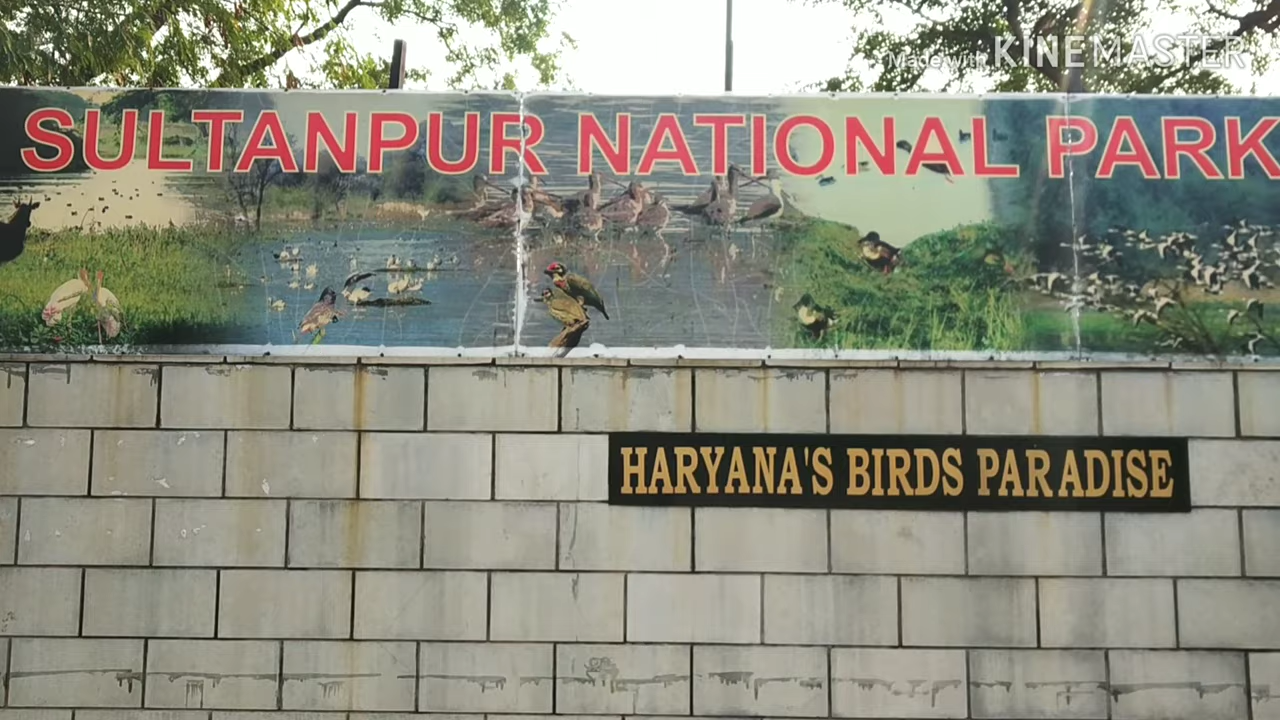 Made with KINEMASTER
SULTANPUR NATIONAL PARK
HARYANA'S BIRDS PARADISE